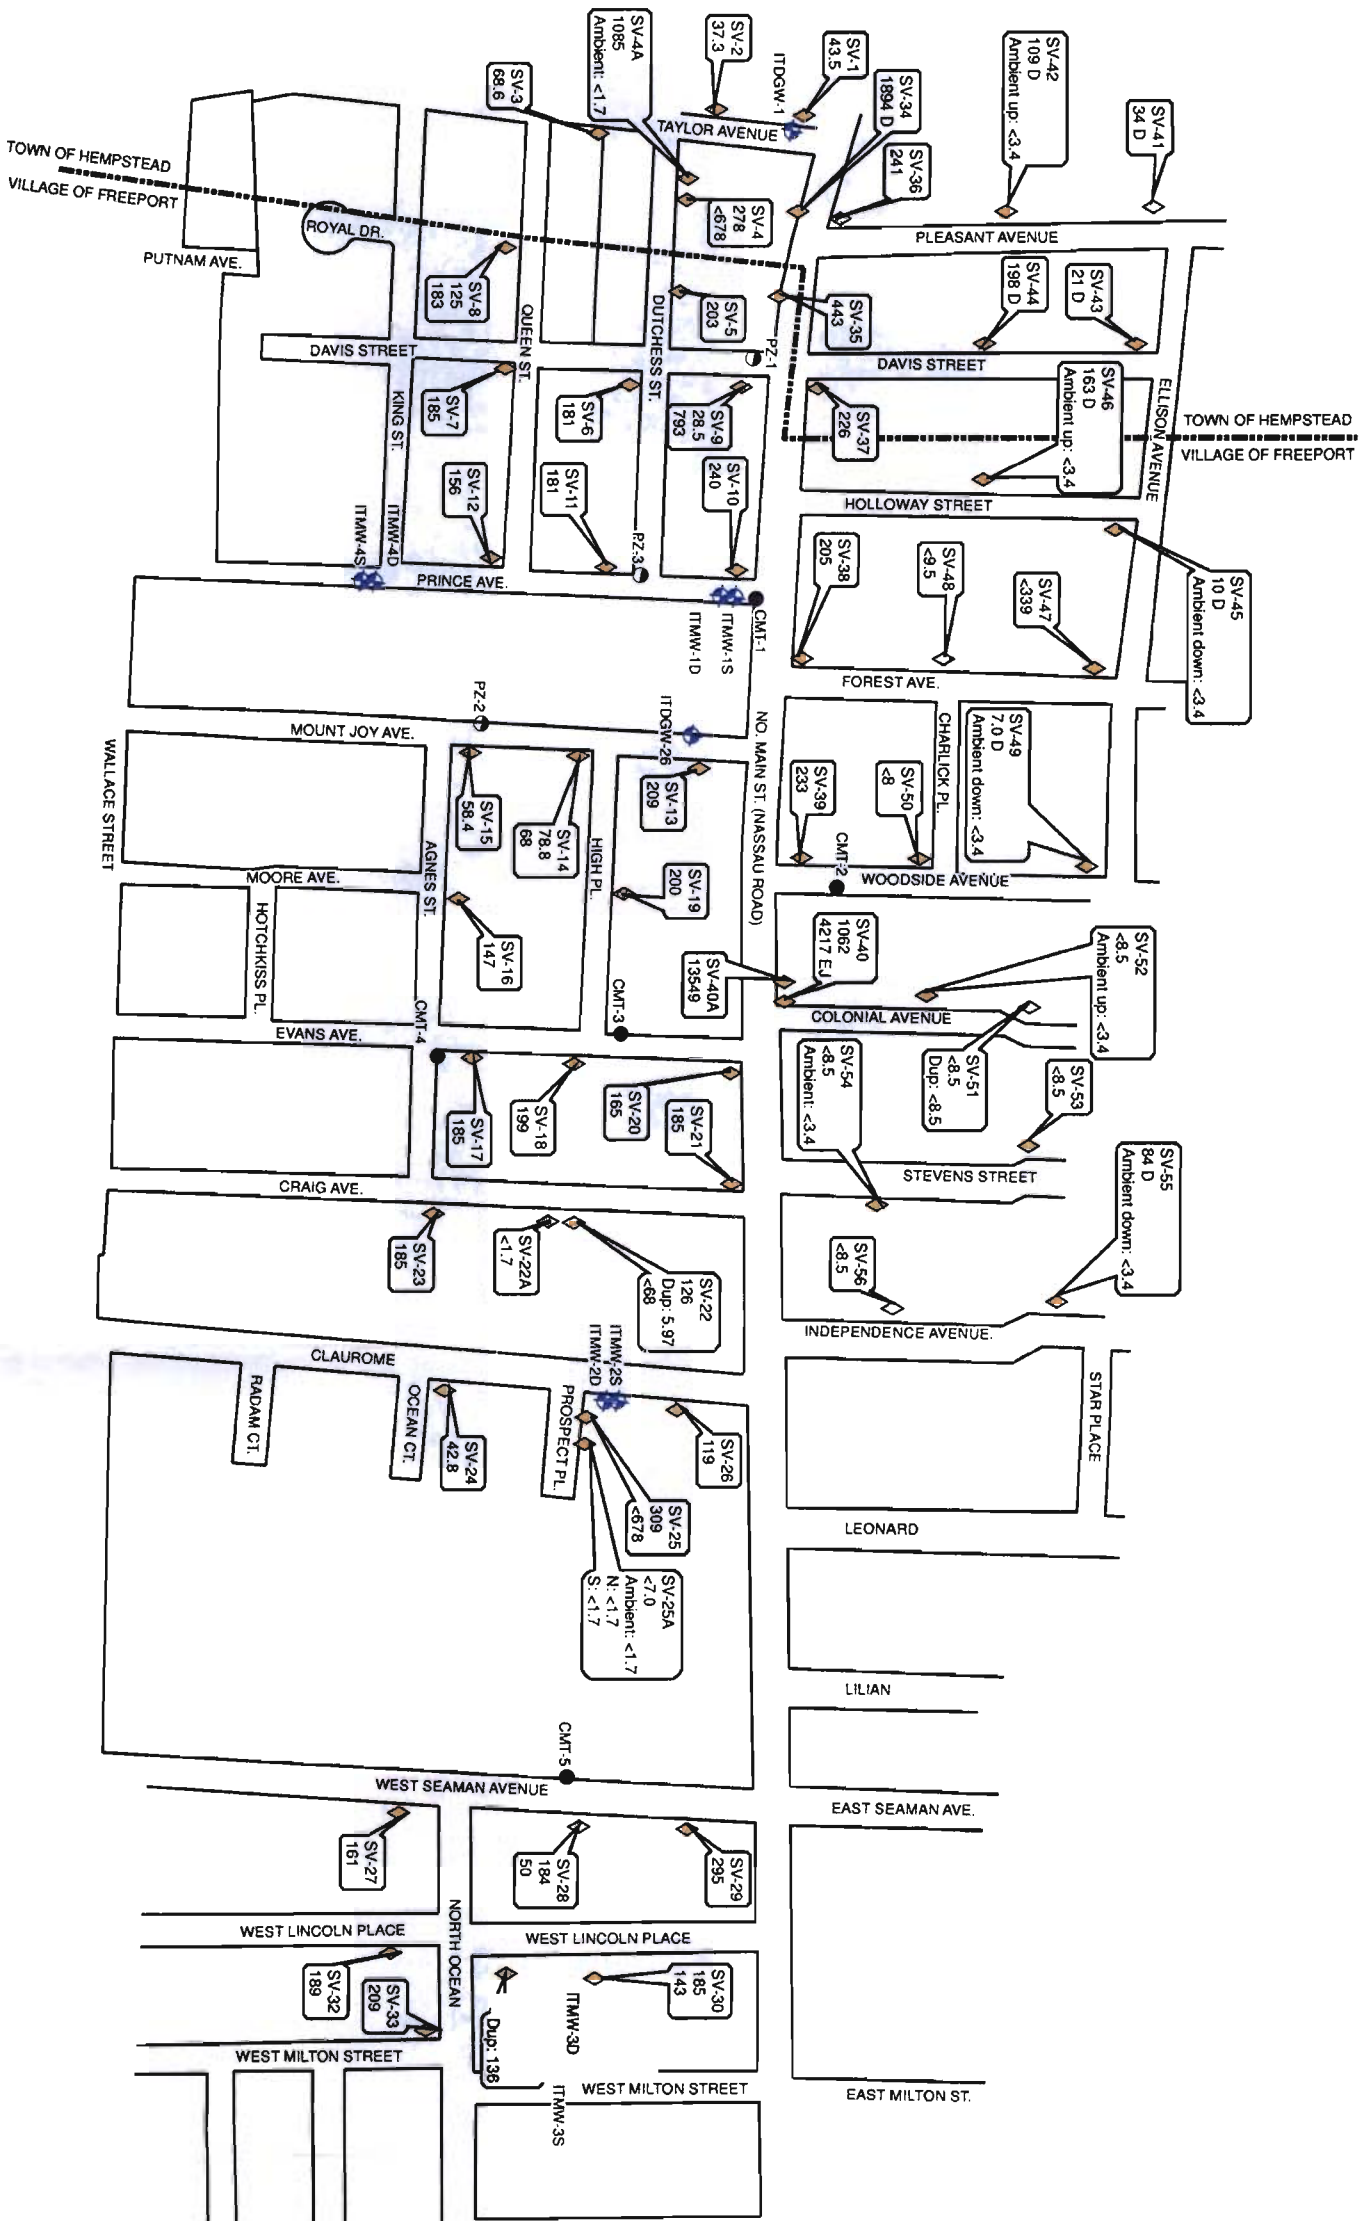 SV-41
34 D
SV-42
109 D
Ambient up: <3.4
SV-1
43.5
SV-34
1894 D
SV-36
241
ITDGW-1
SV-2
37.3
SV-4A
1085
Ambient: <1.7
SV-3
68.6
TAYLOR AVENUE
SV-4
278
<678
PLEASANT AVENUE
TOWN OF HEMPSTEAD
VILLAGE OF FREEPORT
ROYAL DR.
PUTNAM AVE.
SV-8
125
183
QUEEN ST.
DUTCHESS ST.
SV-5
203
SV-35
443
SV-44
198 D
SV-43
21 D
PZ-1
DAVIS STREET
DAVIS STREET
ELLISON AVENUE
TOWN OF HEMPSTEAD
VILLAGE OF FREEPORT
SV-46
163 D
Ambient up: <3.4
SV-37
226
SV-9
28.5
793
SV-6
181
SV-7
185
KING ST.
SV-10
240
SV-11
181
SV-12
156
HOLLOWAY STREET
ITMW-4D
ITMW-4S
PZ-3
PRINCE AVE.
SV-38
205
SV-48
<9.5
SV-47
<339
SV-45
10 D
Ambient down: <3.4
CMT-1
ITMW-1S
ITMW-1D
FOREST AVE.
PZ-2
ITDGW-26
MOUNT JOY AVE.
NO. MAIN ST. (NASSAU ROAD)
CHARLICK PL.
SV-49
7.0 D
Ambient down: <3.4
SV-50
<8
SV-39
233
SV-13
209
SV-14
78.8
68
SV-15
58.4
HIGH PL.
WALLACE STREET
AGNES ST.
CMT-2
WOODSIDE AVENUE
MOORE AVE.
SV-19
200
SV-16
147
HOTCHKISS PL.
SV-40
1062
4217 EJ
SV-40A
13549
SV-52
<8.5
Ambient up: <3.4
CMT-3
CMT-4
COLONIAL AVENUE
EVANS AVE.
SV-51
<8.5
Dup: <8.5
SV-54
<8.5
Ambient: <3.4
SV-53
<8.5
SV-21
185
SV-20
165
SV-18
199
SV-17
185
STEVENS STREET
CRAIG AVE.
SV-55
84 D
Ambient down: <3.4
SV-56
<8.5
SV-22
126
Dup: 5.97
<68
SV-22A
<1.7
SV-23
185
INDEPENDENCE AVENUE.
CLAUROME
ITMW-2S
ITMW-2D
STAR PLACE
RADAM CT.
OCEAN CT.
PROSPECT PL.
SV-24
42.8
SV-26
119
SV-25
309
<678
SV-25A
<7.0
Ambient: <1.7
N: <1.7
S: <1.7
LEONARD
LILIAN
CMT-5
WEST SEAMAN AVENUE
EAST SEAMAN AVE.
SV-27
161
SV-28
184
50
SV-29
295
WEST LINCOLN PLACE
WEST LINCOLN PLACE
NORTH OCEAN
SV-32
189
SV-33
209
SV-30
185
143
ITMW-3D
Dup: 136
WEST MILTON STREET
WEST MILTON STREET
EAST MILTON ST.
ITMW-3S